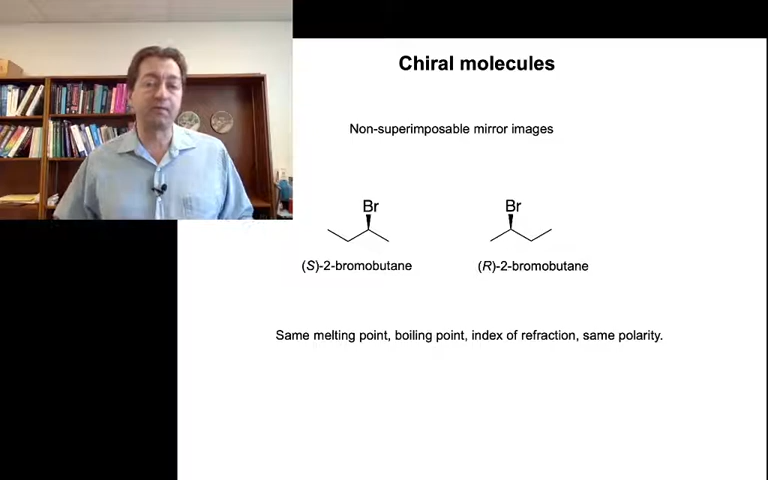 Chiral molecules
Non-superimposable mirror images
Br Br
(S)-2-bromobutane (R)-2-bromobutane
Same melting point, boiling point, index of refraction, same polarity.